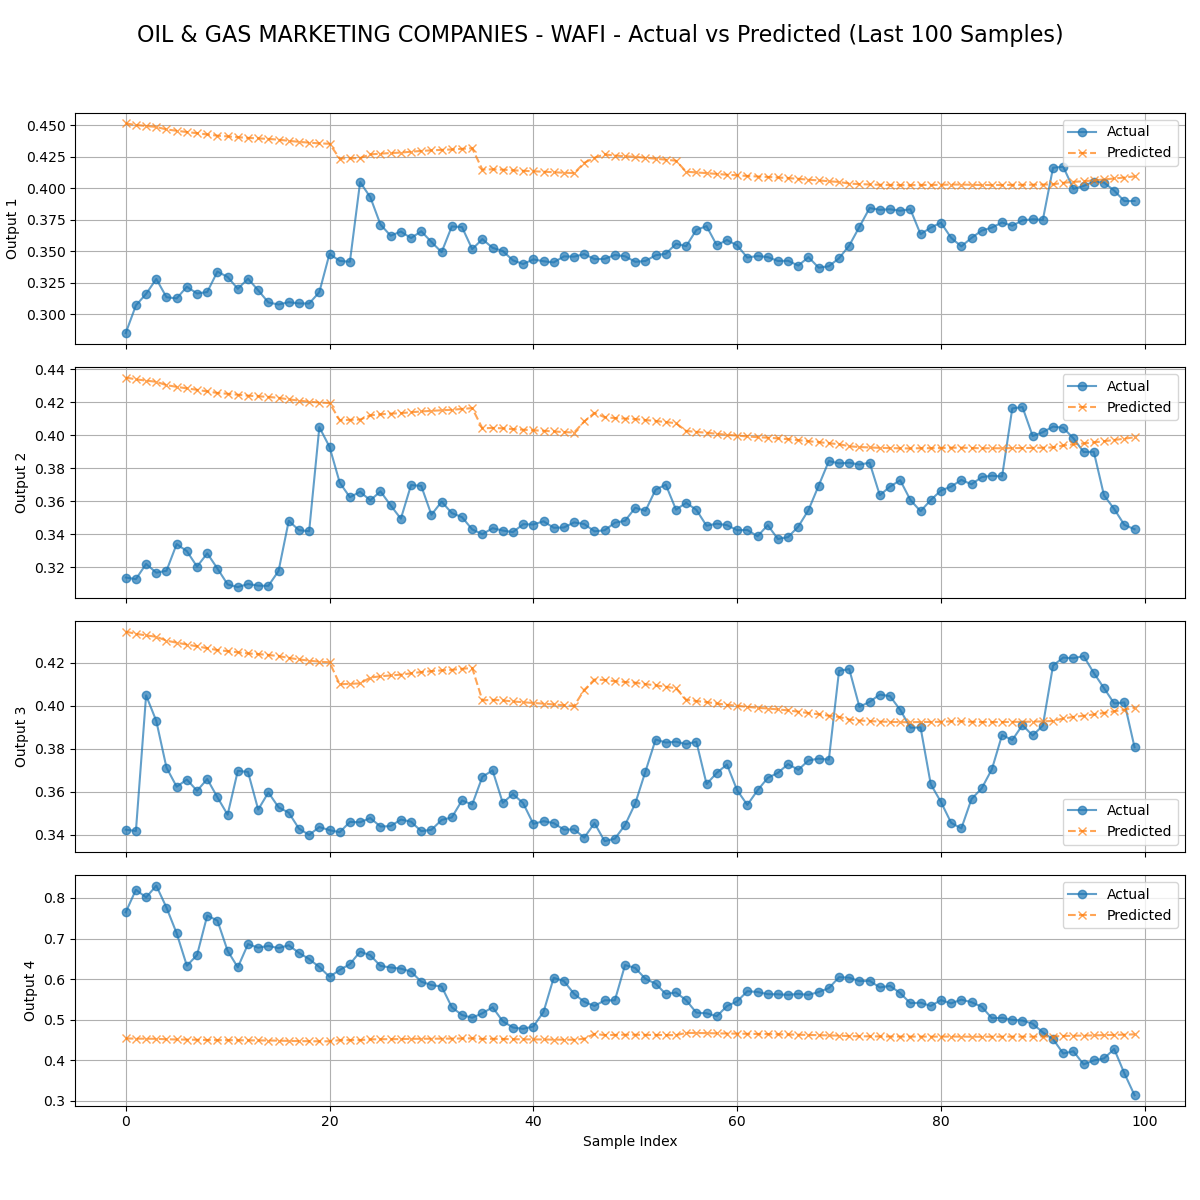 OIL & GAS MARKETING COMPANIES - WAFI - Actual vs Predicted (Last 100 Samples)
0.450
0.425
0.400
0.375
0.350
0.325
0.300
Output 1
Actual
Predicted
0.44
0.42
0.40
0.38
0.36
0.34
0.32
Output 2
Actual
Predicted
0.42
0.40
0.38
0.36
0.34
Output 3
Actual
Predicted
0.8
0.7
0.6
0.5
0.4
0.3
Output 4
Actual
Predicted
0 20 40 60 80 100
Sample Index